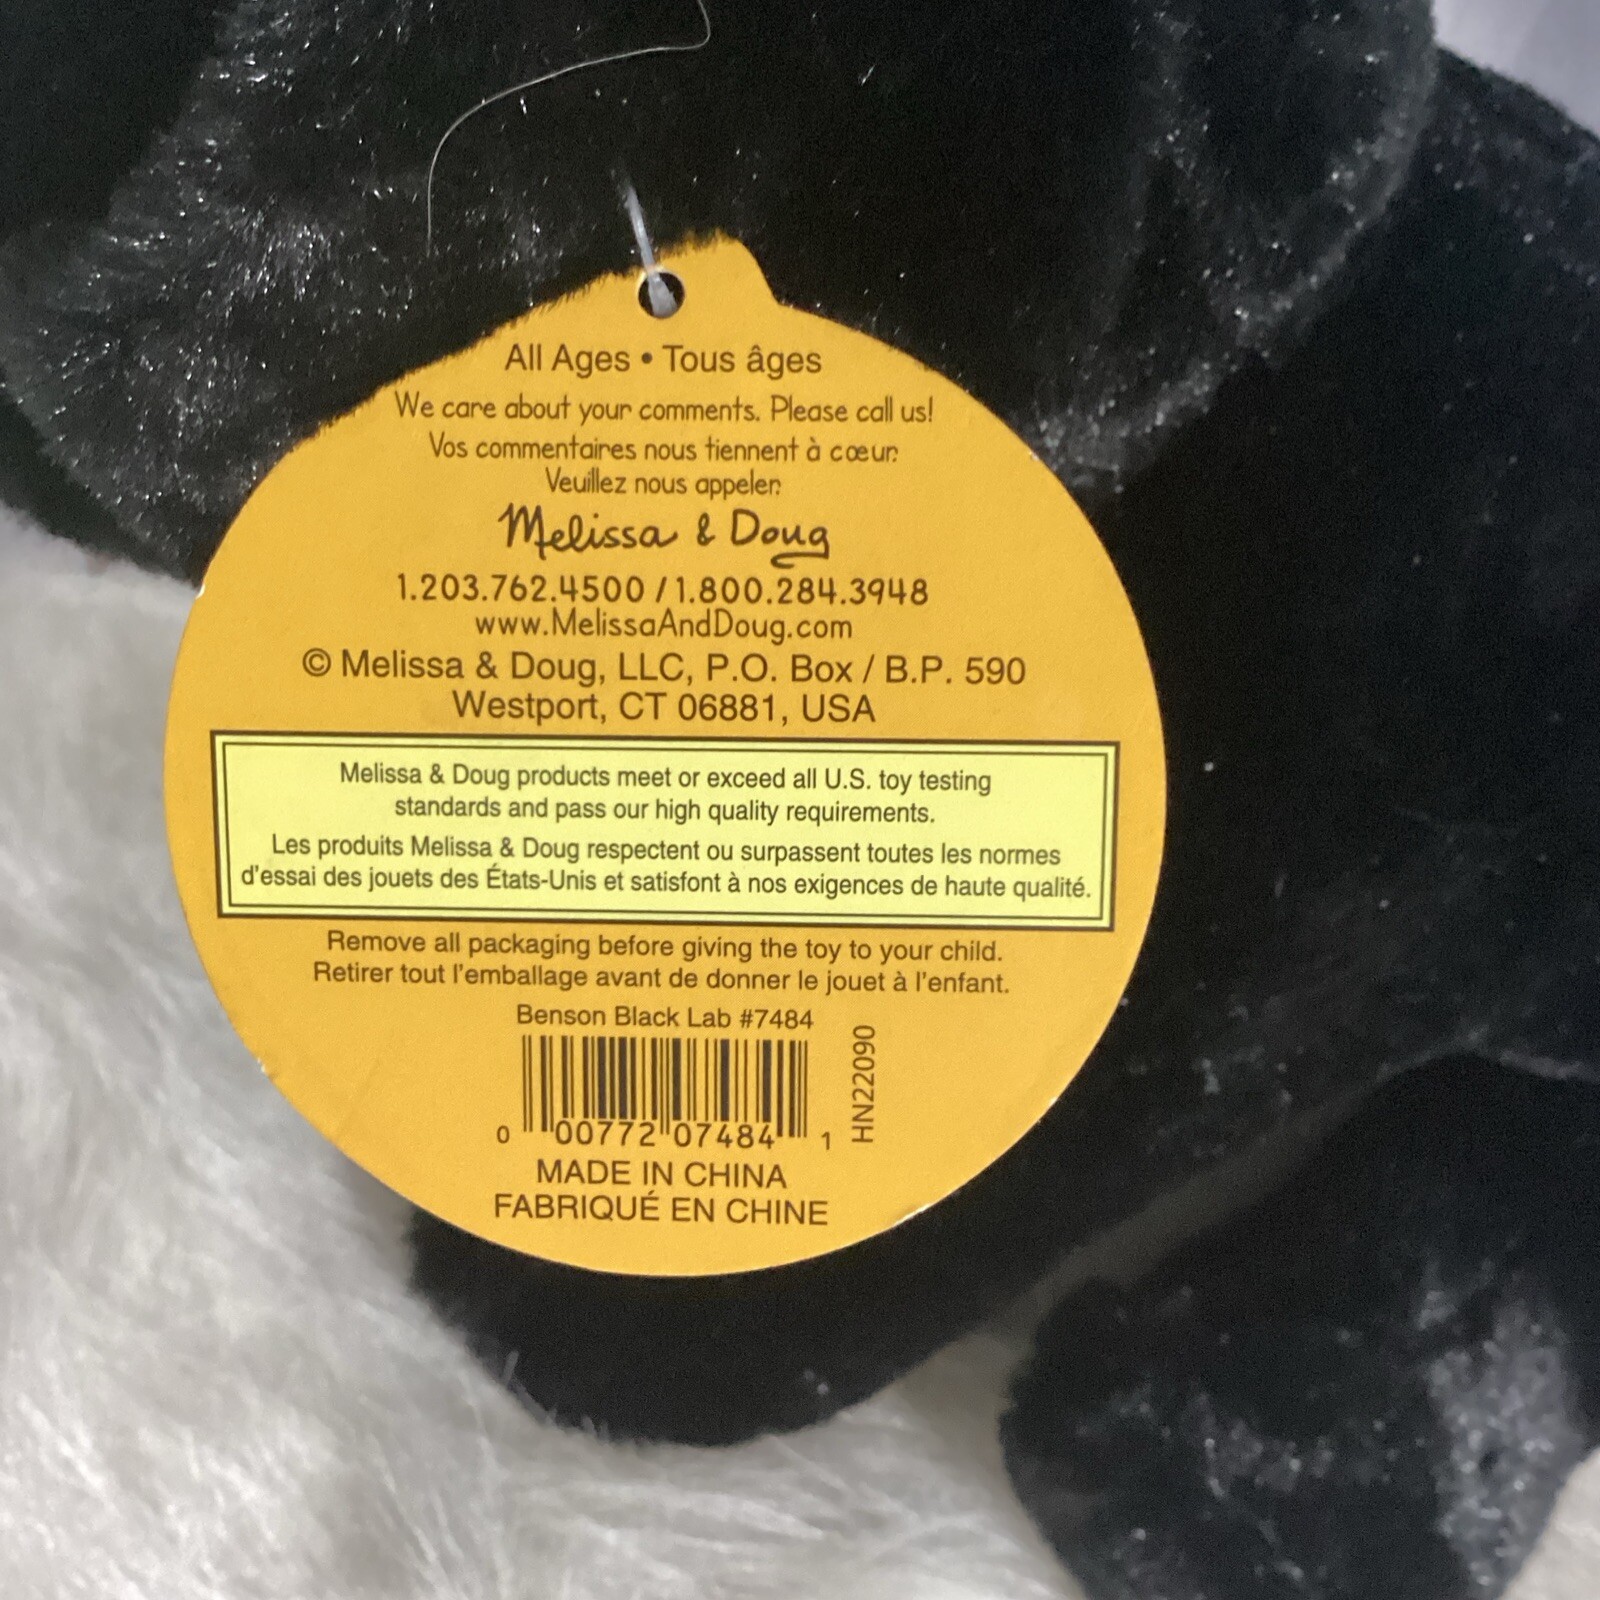 All Ages • Tous âges
We care about your comments. Please call us!
Vos commentaires nous tiennent à cœur.
Veuillez nous appeler.
Melissa & Doug
1.203.762.4500 / 1.800.284.3948
www.MelissaAndDoug.com
© Melissa & Doug, LLC, P.O. Box / B.P. 590
Westport, CT 06881, USA
Melissa & Doug products meet or exceed all U.S. toy testing
standards and pass our high quality requirements.
Les produits Melissa & Doug respectent ou surpassent toutes les normes
d'essai des jouets des États-Unis et satisfont à nos exigences de haute qualité.
Remove all packaging before giving the toy to your child.
Retirer tout l'emballage avant de donner le jouet à l'enfant.
Benson Black Lab #7484
0 00772 07484 1
HN22090
MADE IN CHINA
FABRIQUÉ EN CHINE